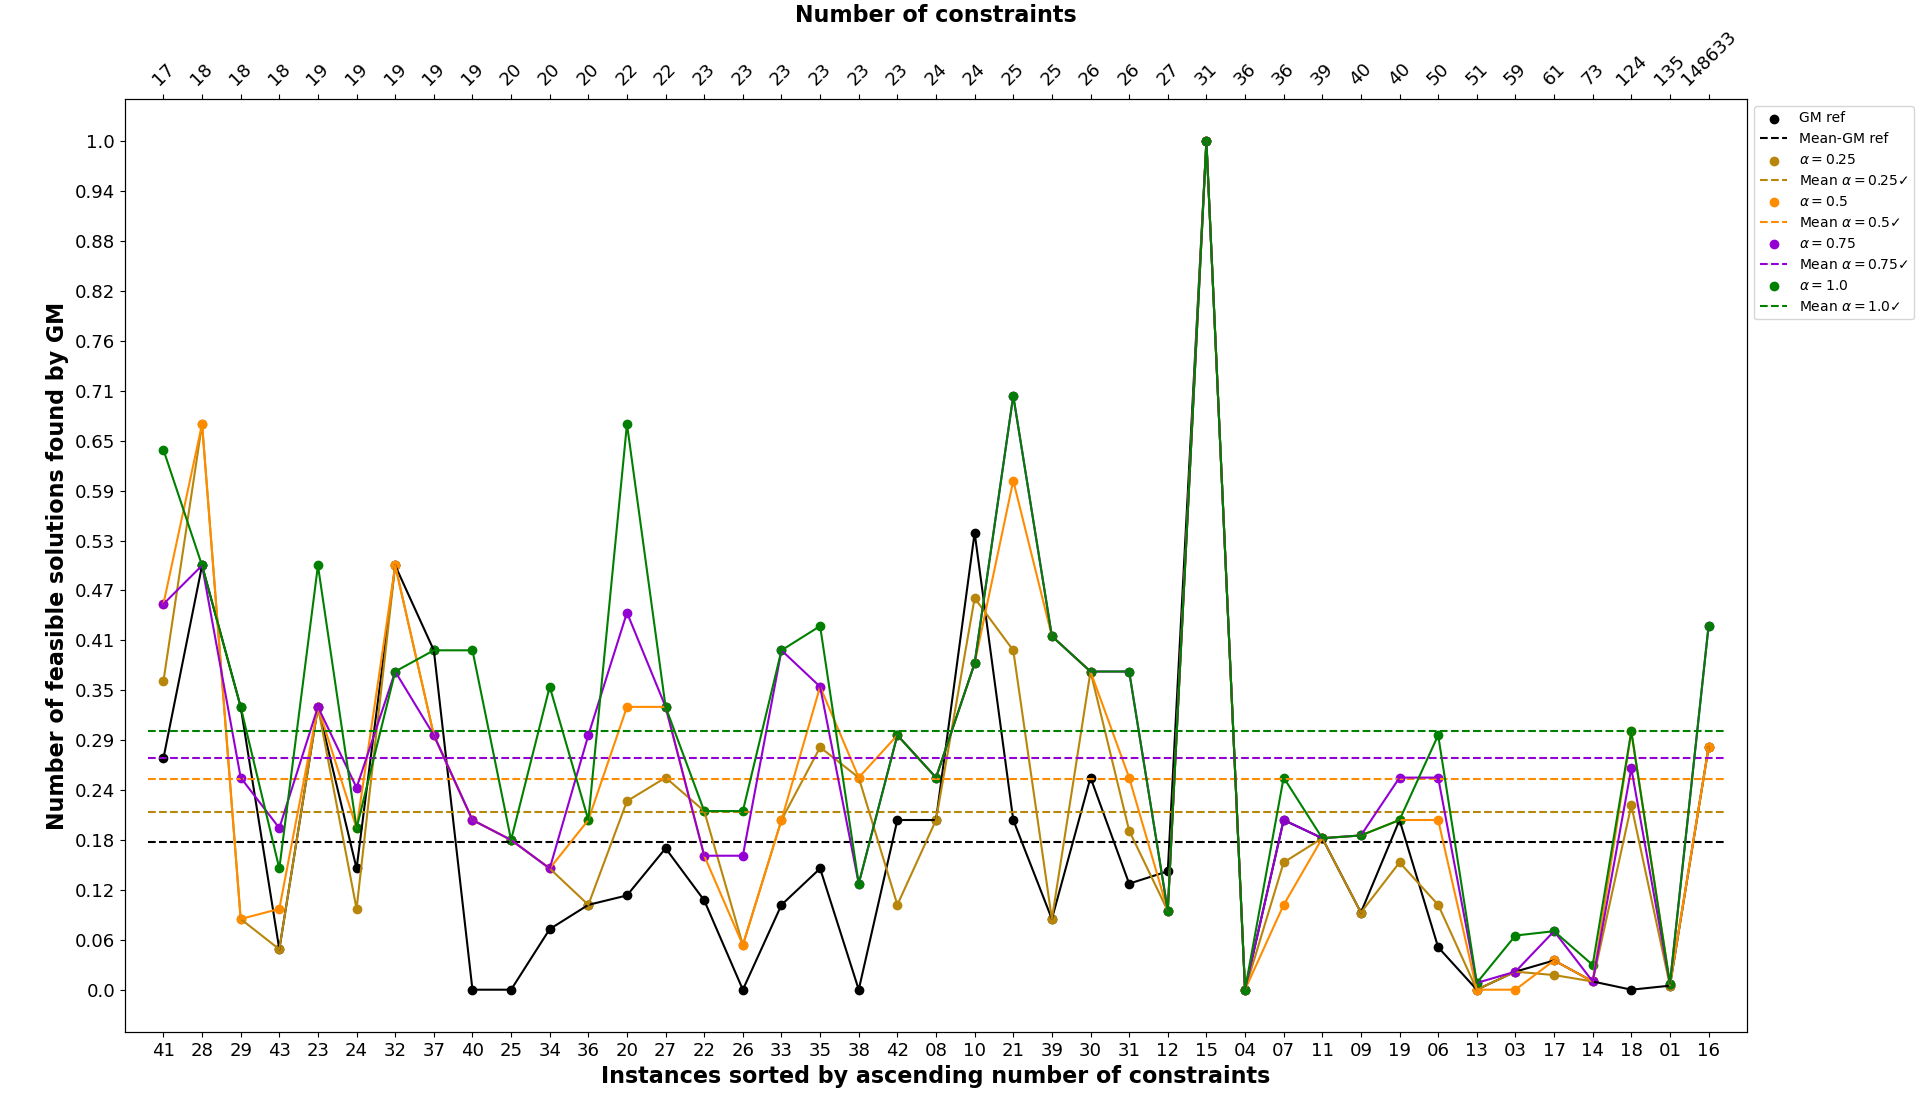 Number of constraints
17 18 18 18 19 19 19 19 19 20 20 20 22 22 23 23 23 23 23 23 24 24 25 25 26 26 27 31 36 36 39 40 40 50 51 59 61 73 124 135 148633
1.0
0.94
0.88
0.82
0.76
0.71
0.65
0.59
0.53
0.47
0.41
0.35
0.29
0.24
0.18
0.12
0.06
0.0
Number of feasible solutions found by GM
GM ref
Mean-GM ref
α = 0.25
Mean α = 0.25✓
α = 0.5
Mean α = 0.5✓
α = 0.75
Mean α = 0.75✓
α = 1.0
Mean α = 1.0✓
41 28 29 43 23 24 32 37 40 25 34 36 20 27 22 26 33 35 38 42 08 10 21 39 30 31 12 15 04 07 11 09 19 06 13 03 17 14 18 01 16
Instances sorted by ascending number of constraints